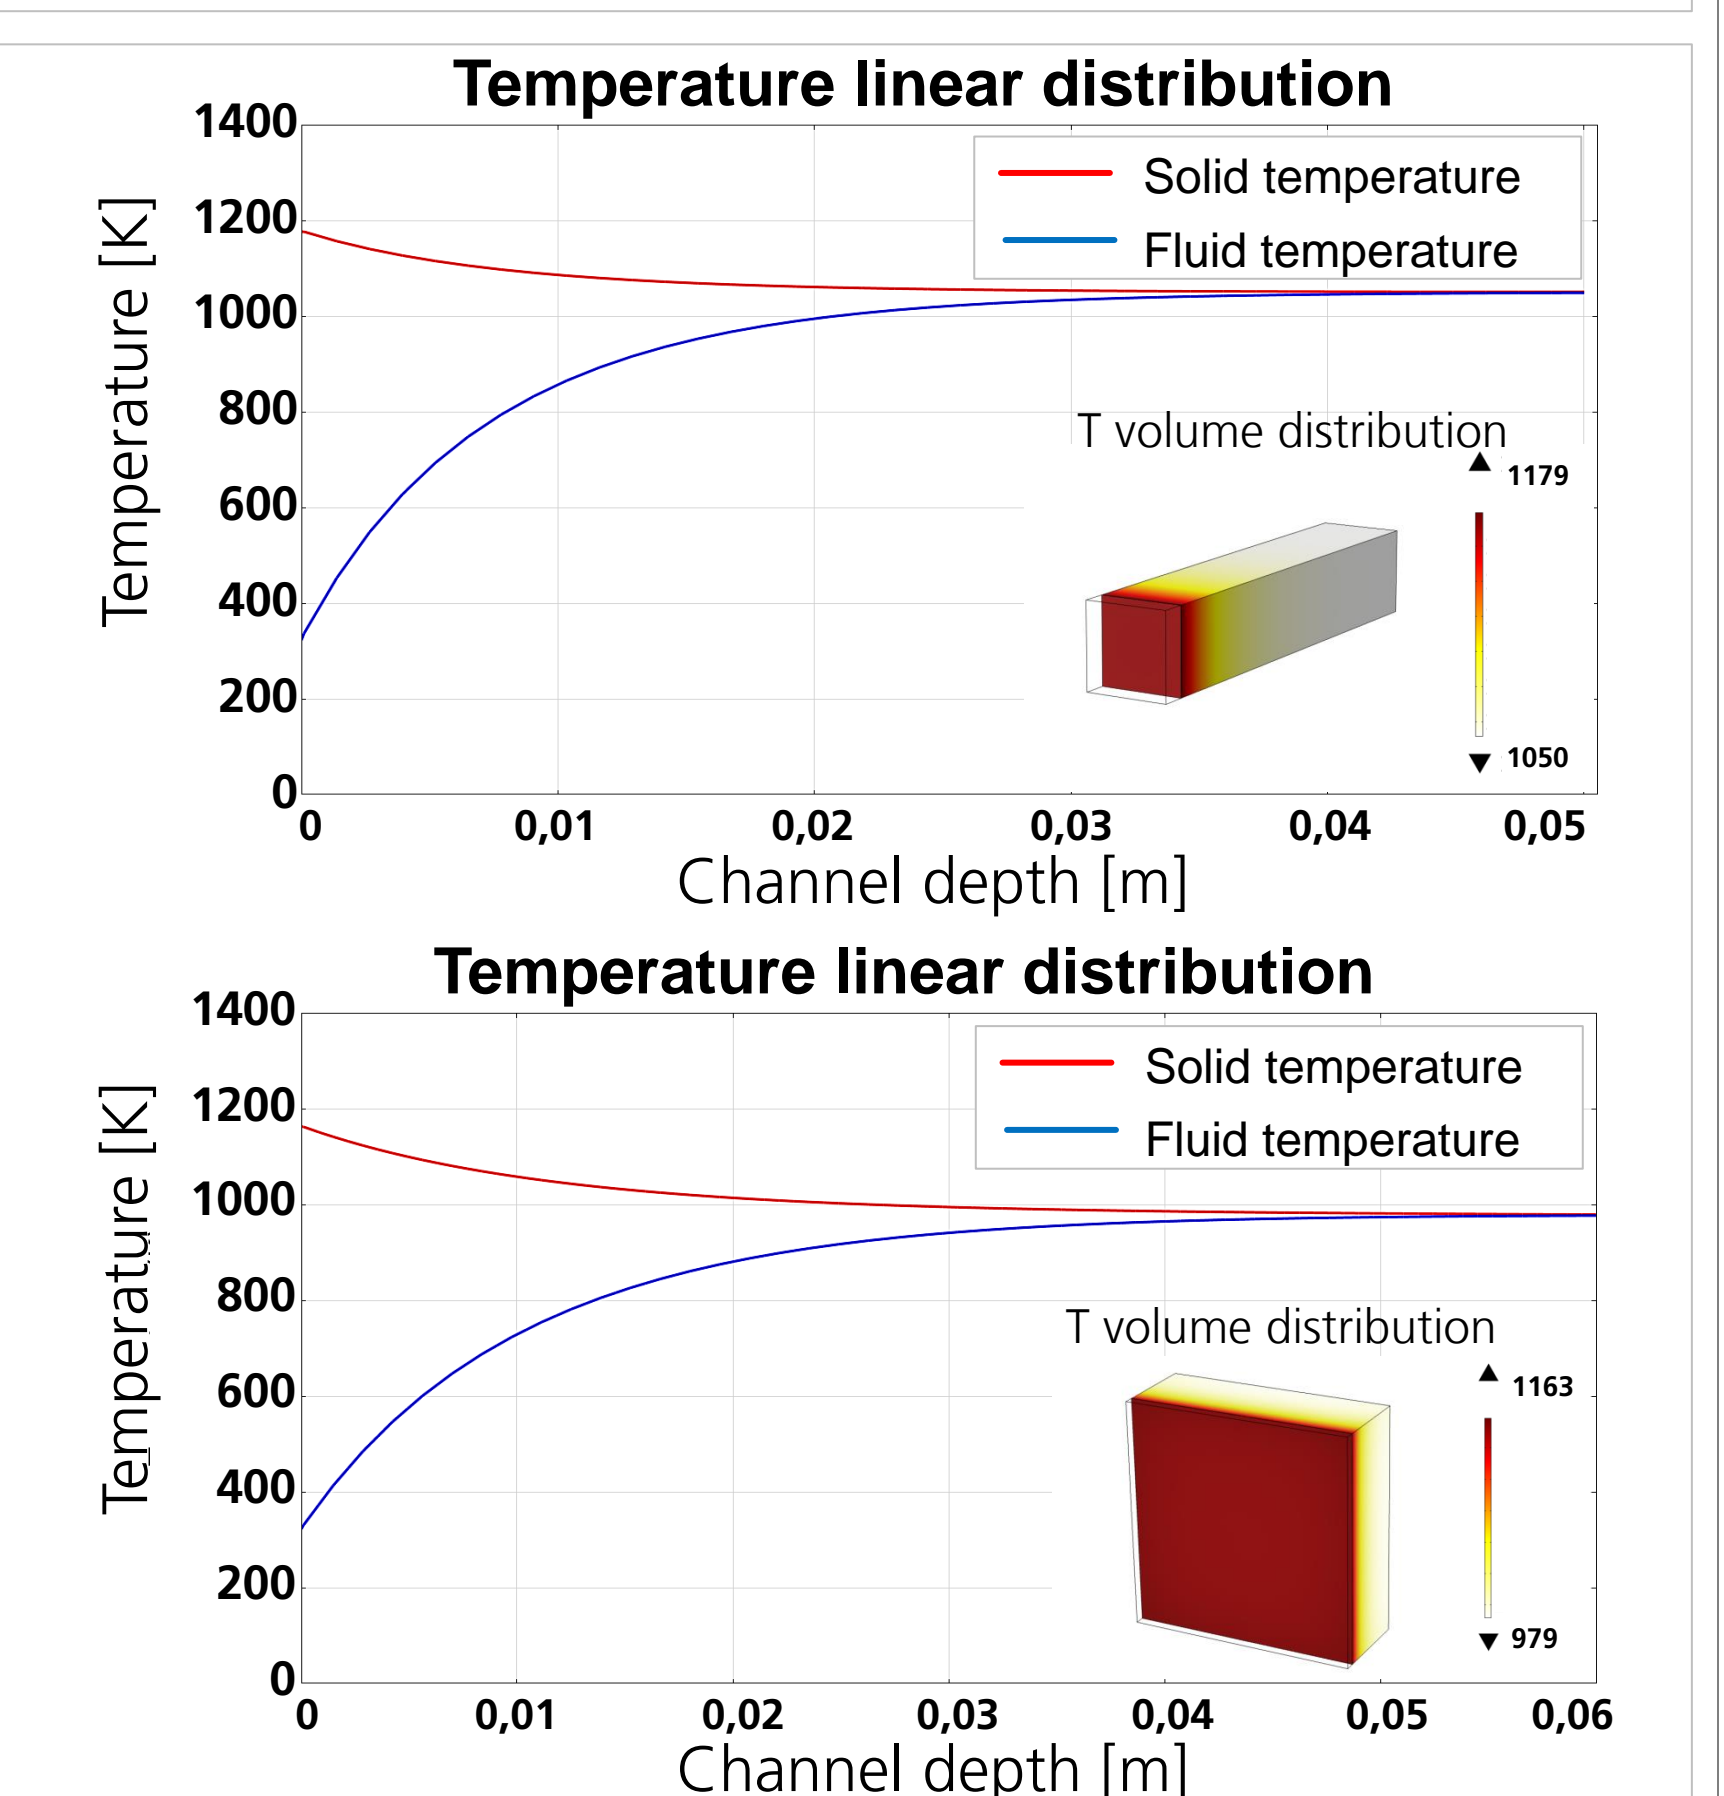 Temperature linear distribution
1400
1200
1000
800
600
400
200
0
Temperature [K]
Solid temperature
Fluid temperature
T volume distribution
1179
1050
0 0,01 0,02 0,03 0,04 0,05
Channel depth [m]
Temperature linear distribution
1400
1200
1000
800
600
400
200
0
Temperature [K]
Solid temperature
Fluid temperature
T volume distribution
1163
979
0 0,01 0,02 0,03 0,04 0,05 0,06
Channel depth [m]